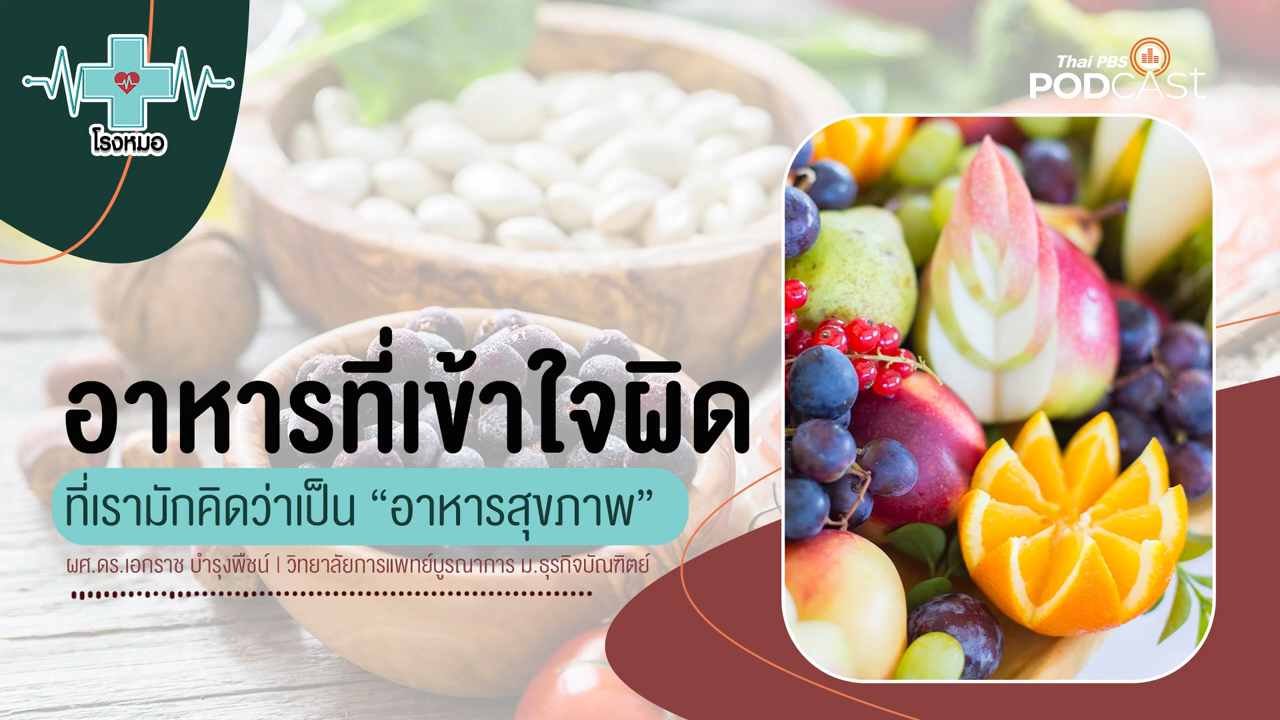 โรงหมอ
Thai PBS
PODCAST
อาหารที่เข้าใจผิด
ที่เรามักคิดว่าเป็น “อาหารสุขภาพ”
ผศ.ดร.เอกราช บำรุงพืชน์ | วิทยาลัยการแพทย์บูรณาการ ม.ธุรกิจบัณฑิตย์